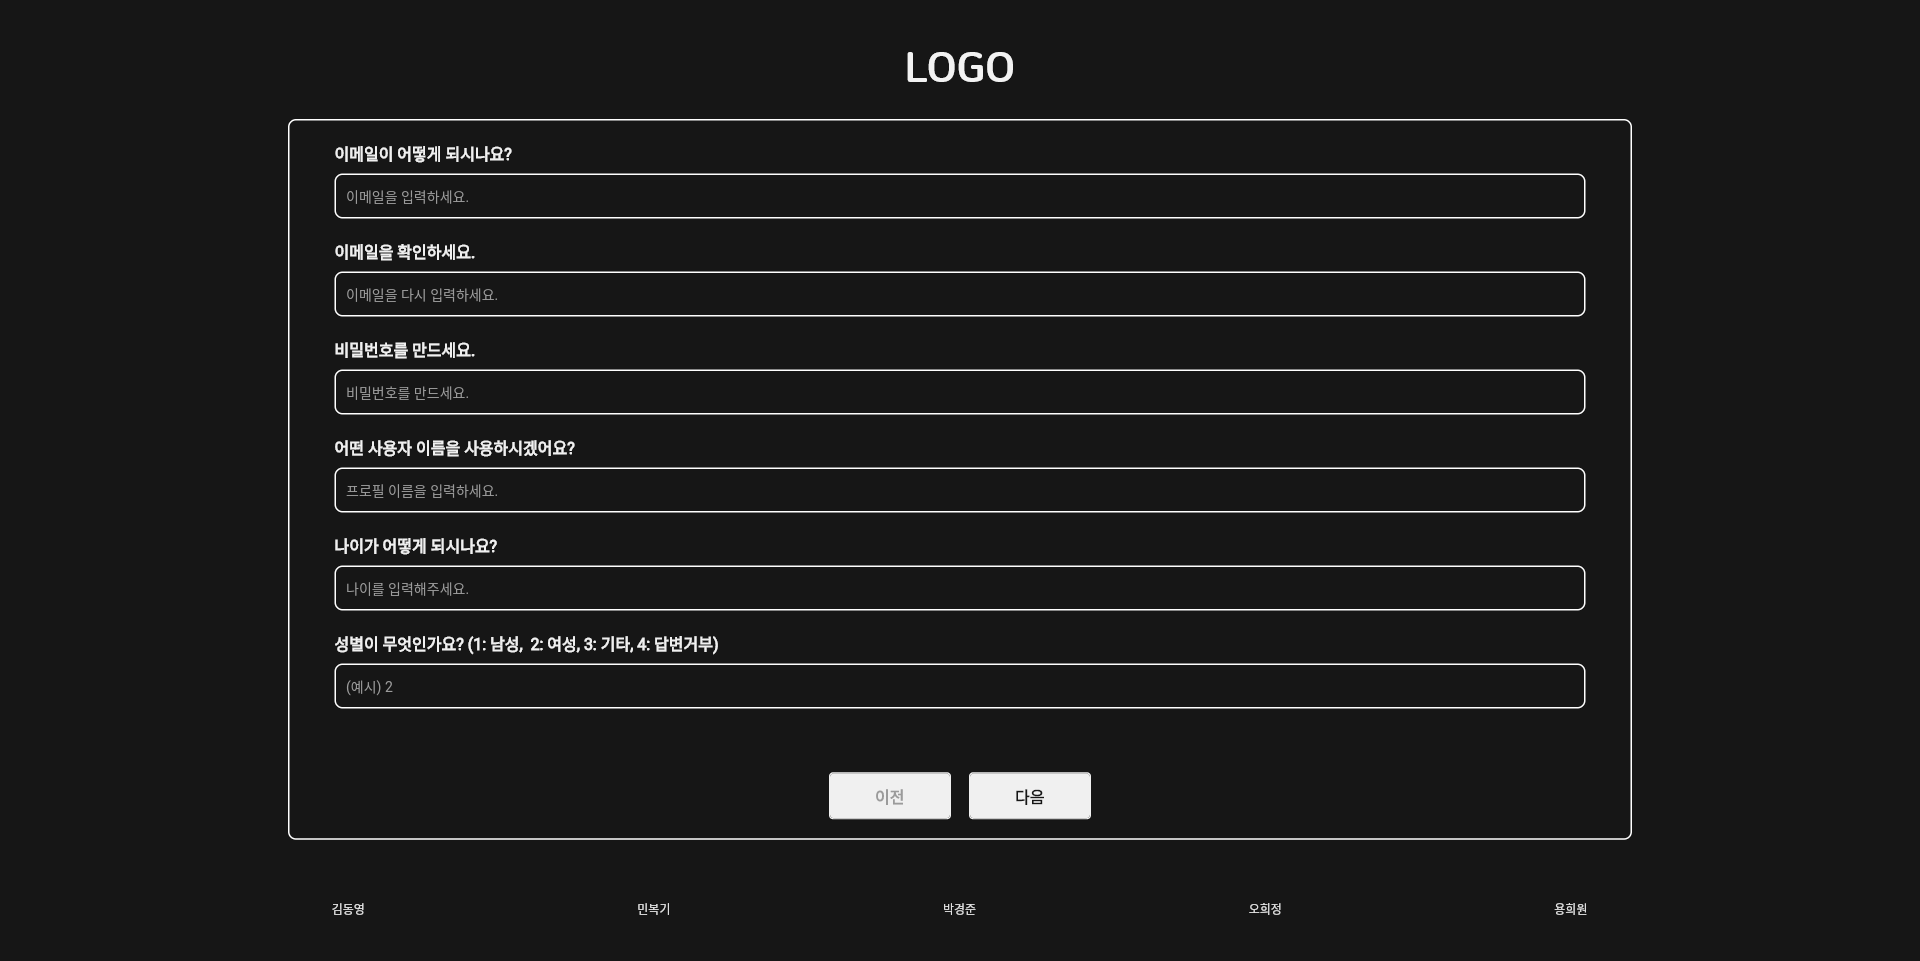 LOGO
이메일이 어떻게 되시나요?
이메일을 입력하세요.
이메일을 확인하세요.
이메일을 다시 입력하세요.
비밀번호를 만드세요.
비밀번호를 만드세요.
어떤 사용자 이름을 사용하시겠어요?
프로필 이름을 입력하세요.
나이가 어떻게 되시나요?
나이를 입력해주세요.
성별이 무엇인가요? (1: 남성,  2: 여성, 3: 기타, 4: 답변거부)
(예시) 2
이전 다음
김동영 민복기 박경준 오희정 용희원